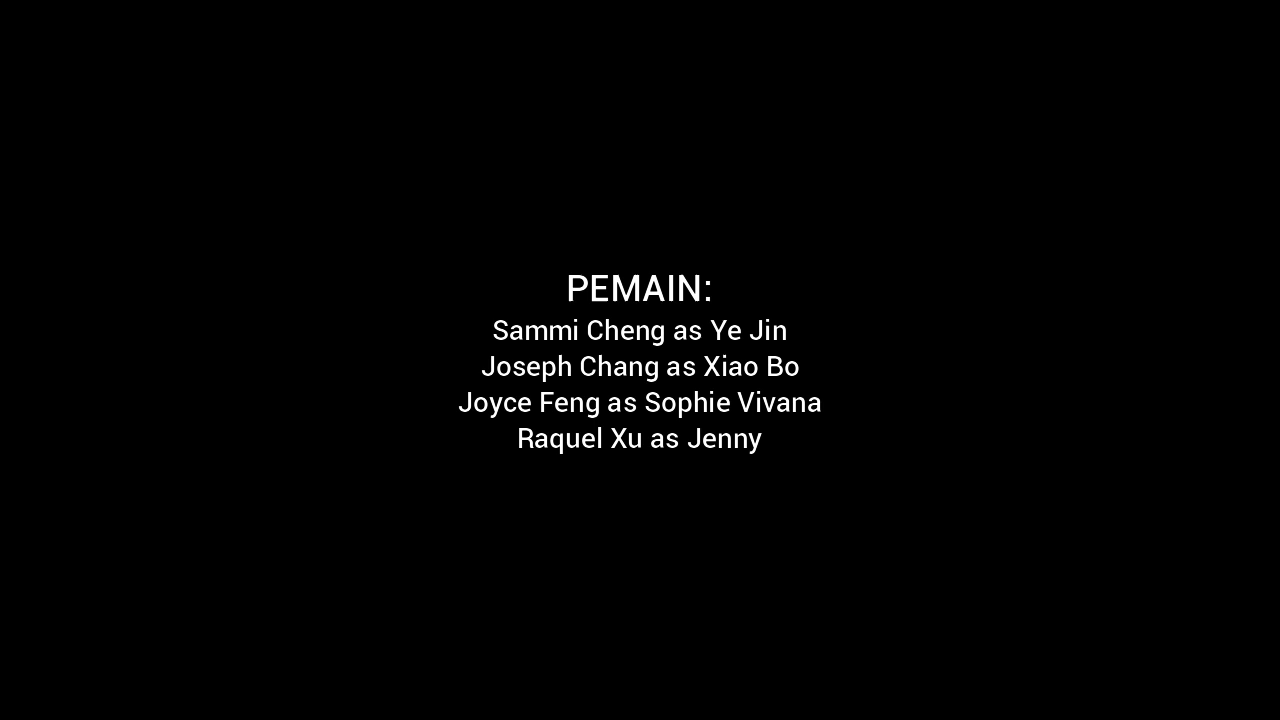 PEMAIN:
Sammi Cheng as Ye Jin
Joseph Chang as Xiao Bo
Joyce Feng as Sophie Vivana
Raquel Xu as Jenny